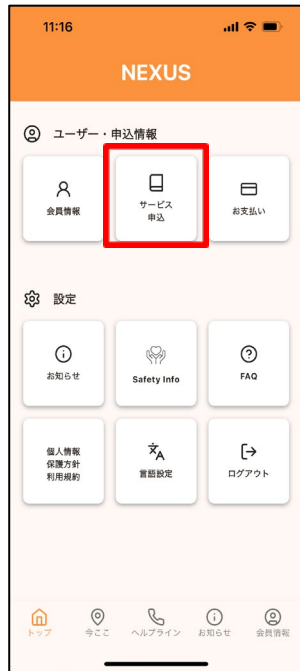 11:16
NEXUS
ユーザー・申込情報
会員情報
サービス
申込
お支払い
設定
お知らせ
Safety Info
FAQ
個人情報
保護方針
利用規約
言語設定
ログアウト
トップ
今ここ
ヘルプライン
お知らせ
会員情報